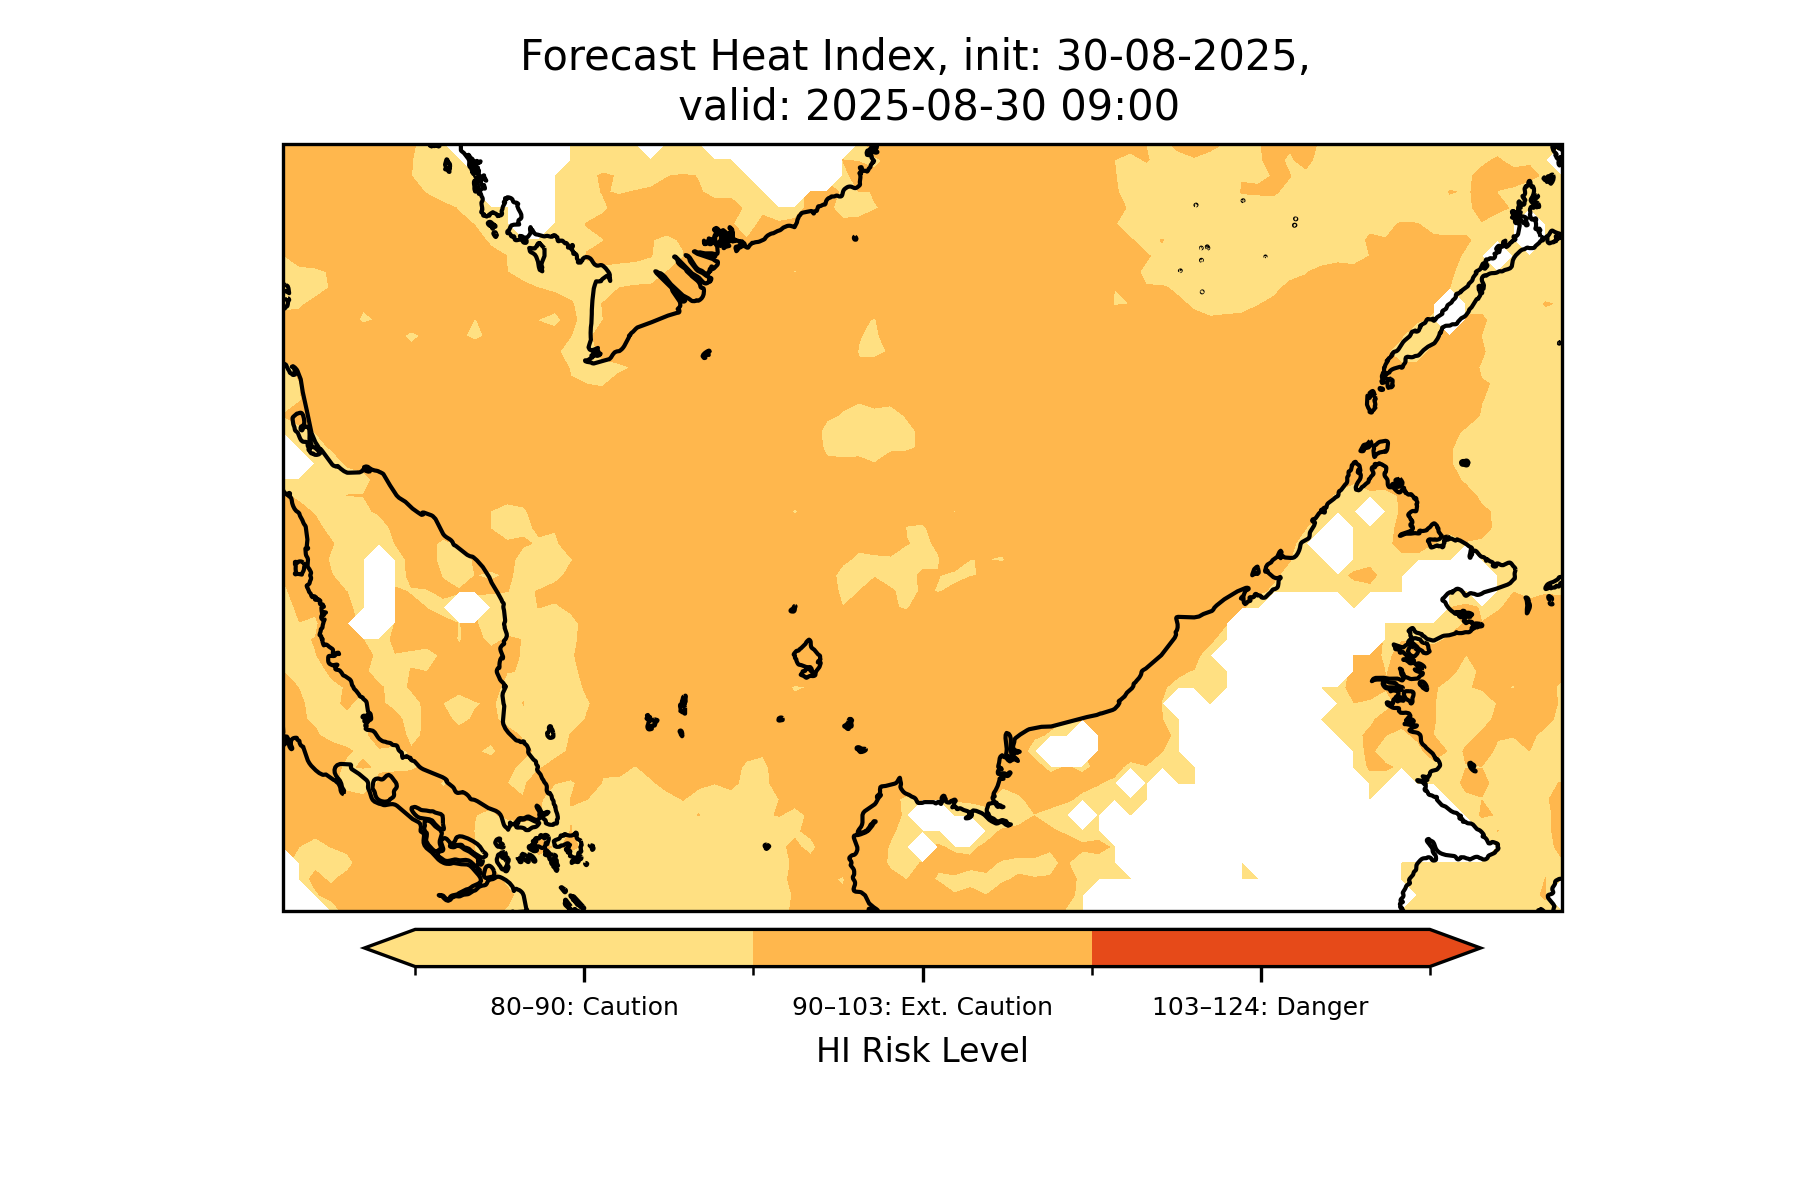 Forecast Heat Index, init: 30-08-2025,
valid: 2025-08-30 09:00
80–90: Caution
90–103: Ext. Caution
103–124: Danger
HI Risk Level